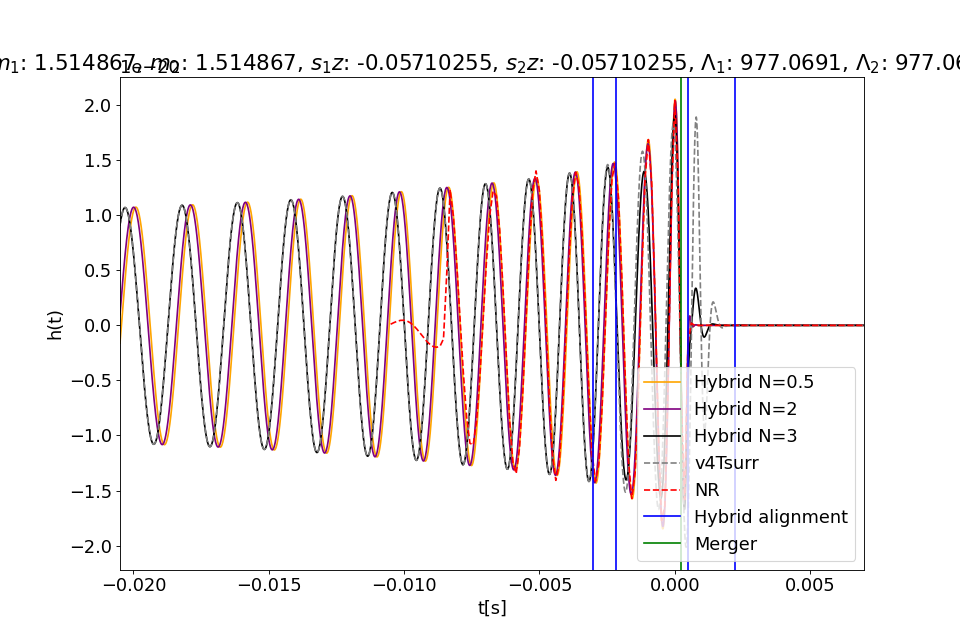 m₁: 1.514867, m₂: 1.514867, s₁z: -0.05710255, s₂z: -0.05710255, Λ₁: 977.0691, Λ₂: 977.06
1e−20
2.0
1.5
1.0
0.5
0.0
−0.5
−1.0
−1.5
−2.0
h(t)
Hybrid N=0.5
Hybrid N=2
Hybrid N=3
v4Tsurr
NR
Hybrid alignment
Merger
−0.020 −0.015 −0.010 −0.005 0.000 0.005
t[s]